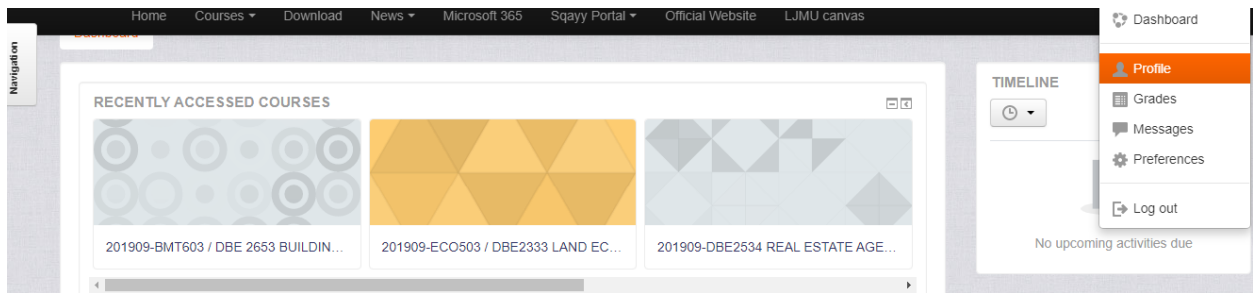 Home Courses Download News Microsoft 365 Sqayy Portal Official Website LJMU canvas
Navigation
Dashboard
RECENTLY ACCESSED COURSES
201909-BMT603 / DBE 2653 BUILDIN...
201909-ECO503 / DBE2333 LAND EC...
201909-DBE2534 REAL ESTATE AGE...
TIMELINE
No upcoming activities due
Dashboard
Profile
Grades
Messages
Preferences
Log out